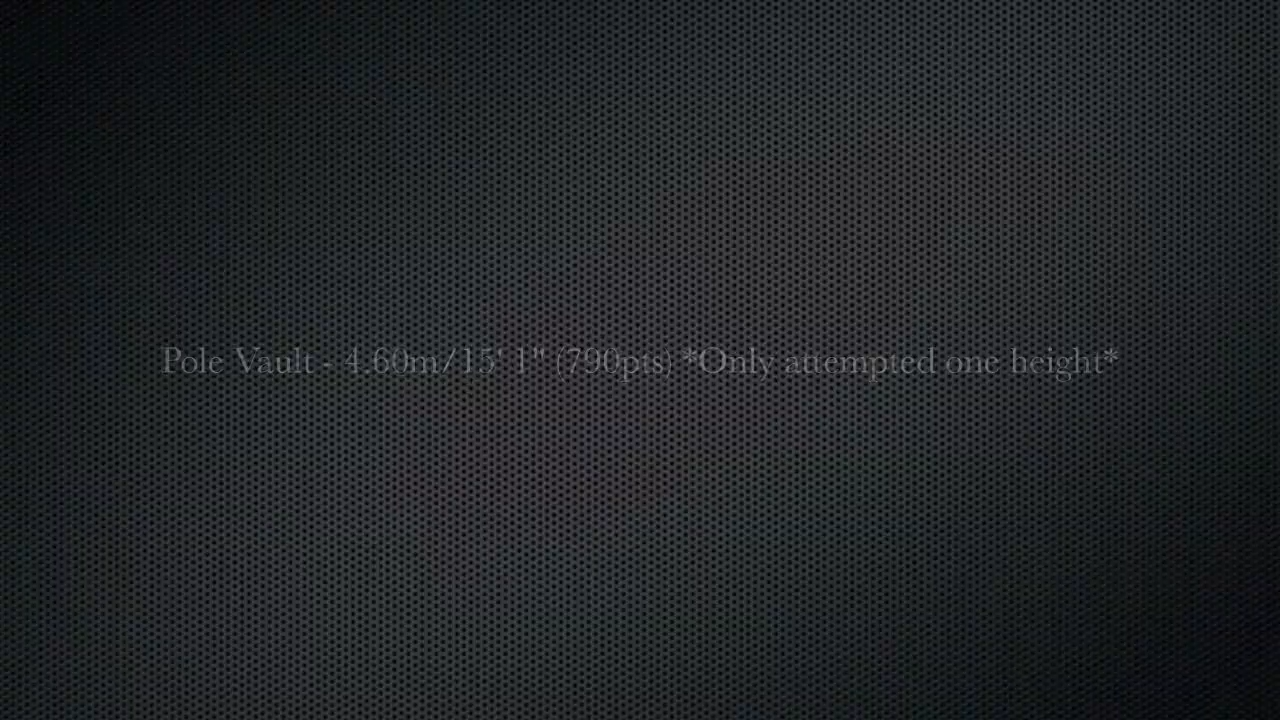 Pole Vault - 4.60m/15' 1" (790pts) *Only attempted one height*